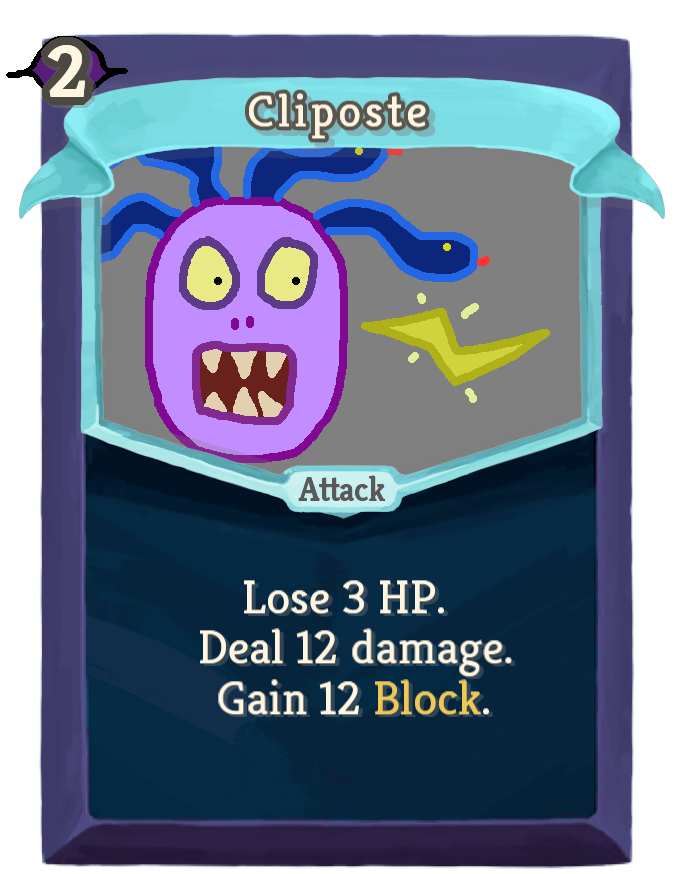 2
Cliposte
Attack
Lose 3 HP.
Deal 12 damage.
Gain 12 Block.